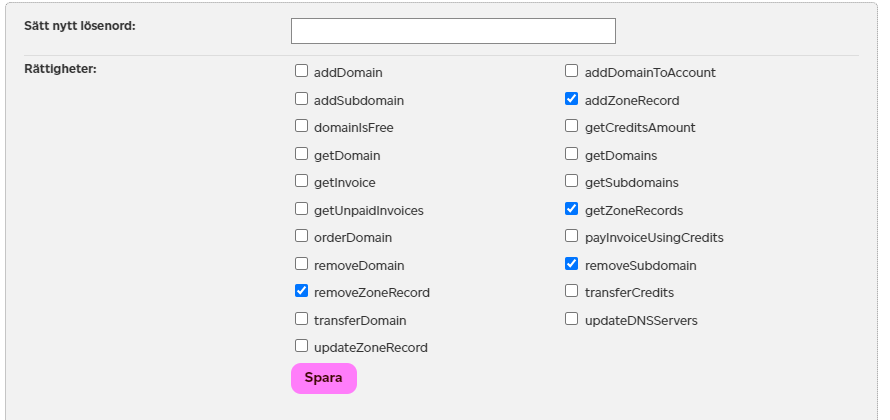 Sätt nytt lösenord:
Rättigheter:
addDomain addDomainToAccount
addSubdomain addZoneRecord
domainIsFree getCreditsAmount
getDomain getDomains
getInvoice getSubdomains
getUnpaidInvoices getZoneRecords
orderDomain payInvoiceUsingCredits
removeDomain removeSubdomain
removeZoneRecord transferCredits
transferDomain updateDNSServers
updateZoneRecord
Spara